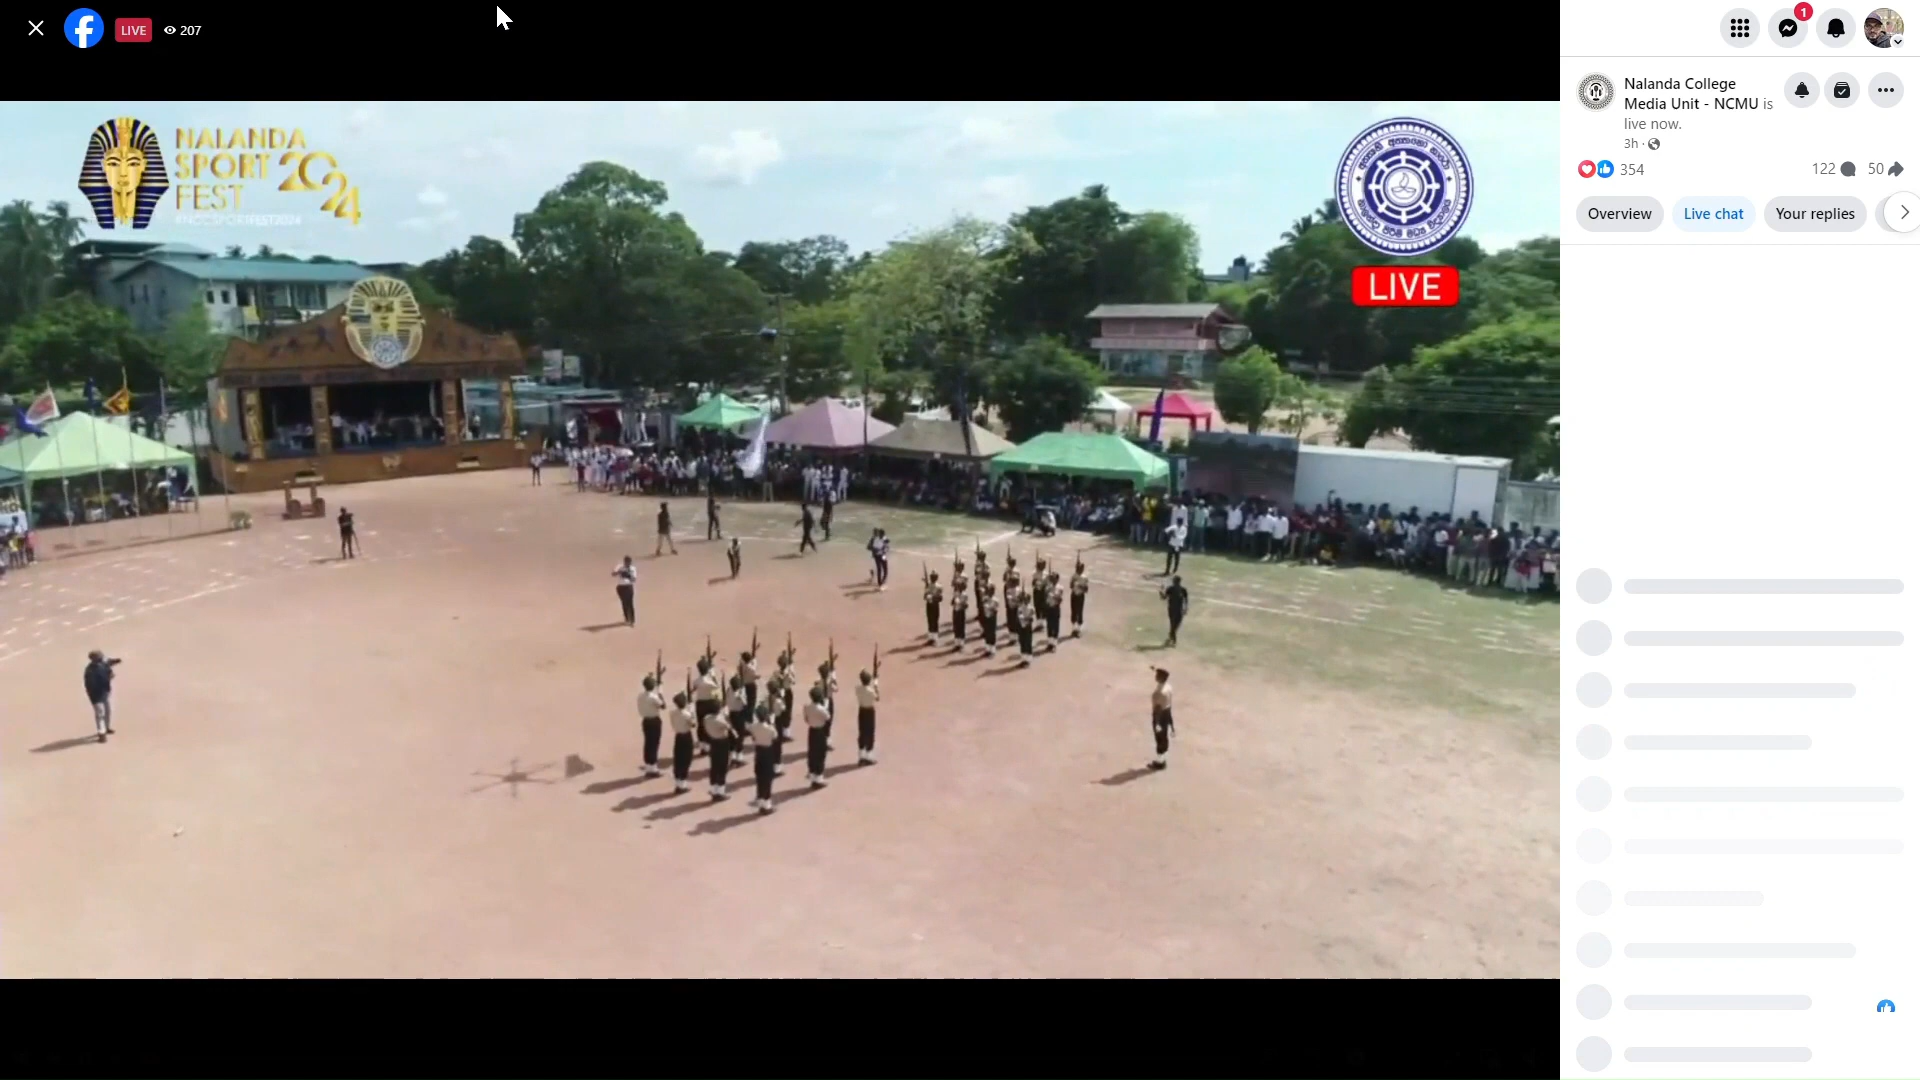 LIVE
207
1
Nalanda College
Media Unit - NCMU is
live now.
3h ·
354
122
50
Overview
Live chat
Your replies
NALANDA
SPORT
FEST
2024
LIVE